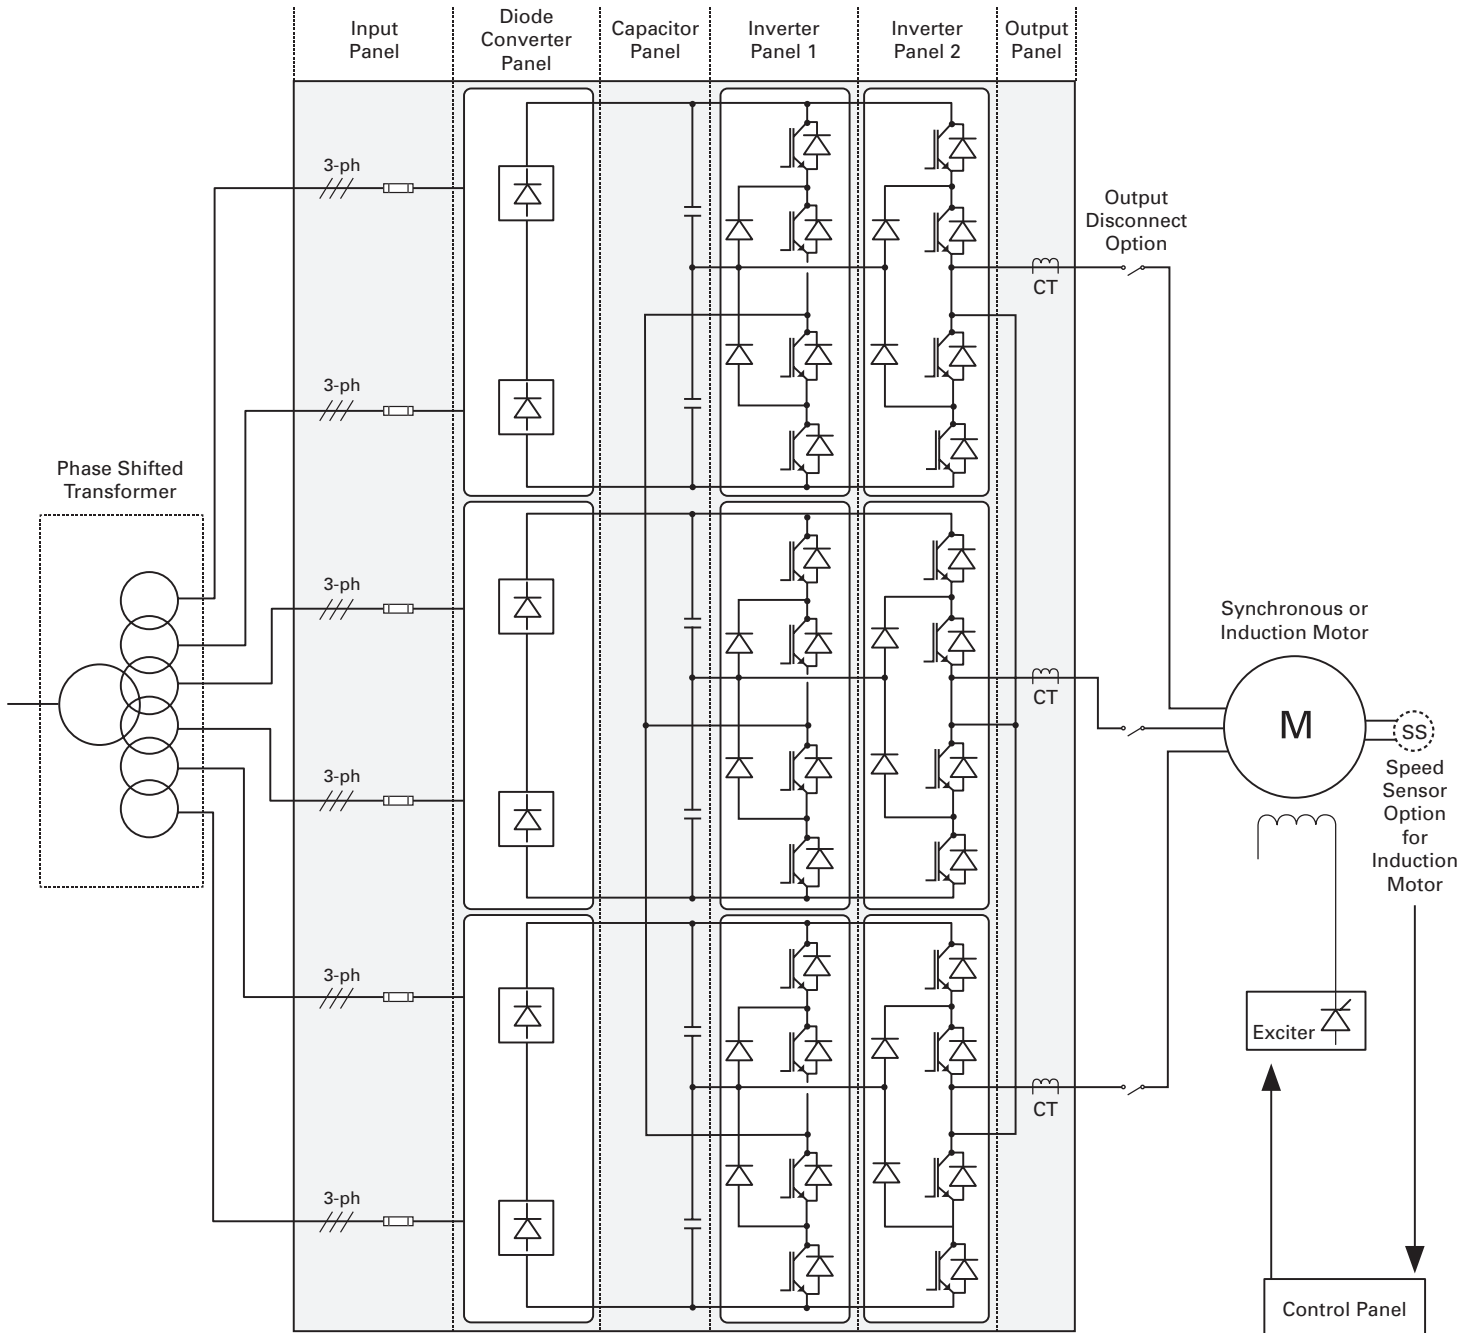 Input
Panel
Diode
Converter
Panel
Capacitor
Panel
Inverter
Panel 1
Inverter
Panel 2
Output
Panel
3-ph
3-ph
3-ph
3-ph
3-ph
3-ph
Phase Shifted
Transformer
CT
CT
CT
Output
Disconnect
Option
Synchronous or
Induction Motor
M
SS
Speed
Sensor
Option
for
Induction
Motor
Exciter
Control Panel